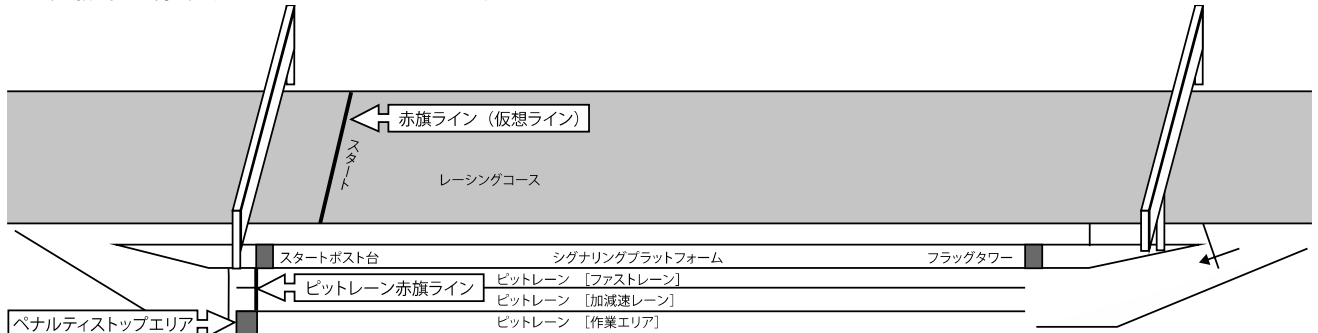 赤旗ライン（仮想ライン）
スタート
レーシングコース
スタートポスト台
シグナリングプラットフォーム
フラッグタワー
ピットレーン ［ファストレーン］
ピットレーン赤旗ライン
ピットレーン ［加減速レーン］
ペナルティストップエリア
ピットレーン ［作業エリア］